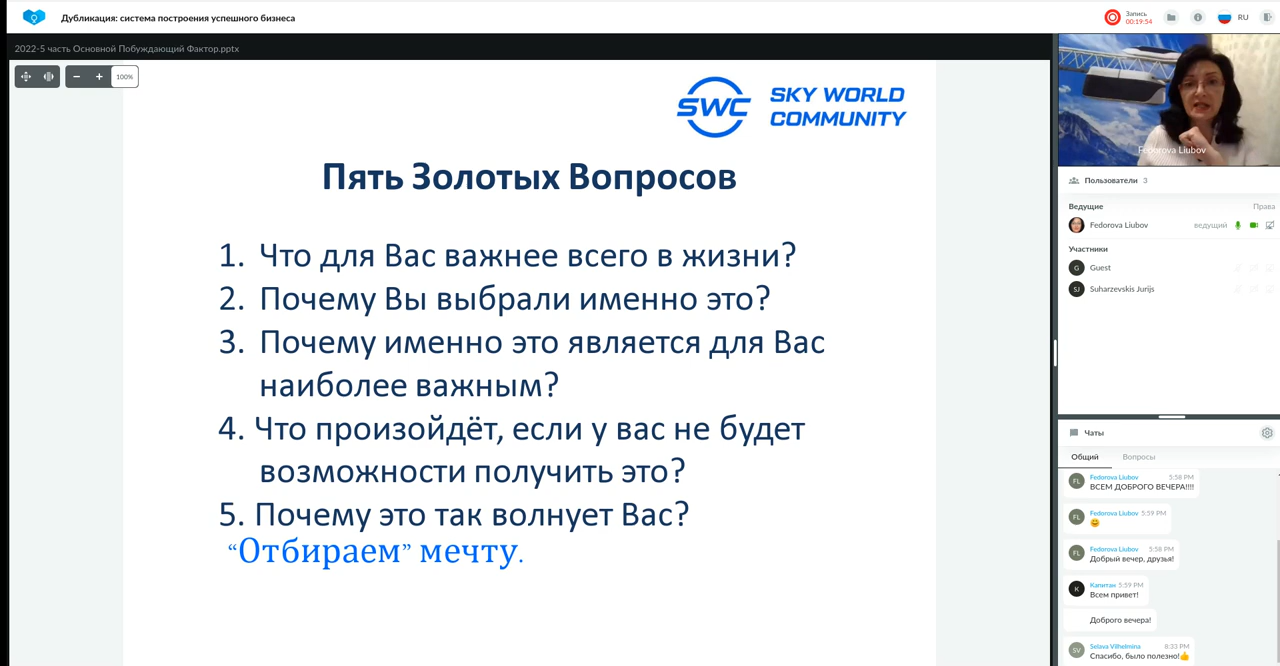 Дубликация: система построения успешного бизнеса
Запись
00:19:54
RU
2022-5 часть Основной Побуждающий Фактор.pptx
100%
SWC
SKY WORLD
COMMUNITY
Пять Золотых Вопросов
1. Что для Вас важнее всего в жизни?
2. Почему Вы выбрали именно это?
3. Почему именно это является для Вас
наиболее важным?
4. Что произойдёт, если у вас не будет
возможности получить это?
5. Почему это так волнует Вас?
“Отбираем” мечту.
Fedorova Liubov
Пользователи 3
Ведущие Права
Fedorova Liubov ведущий
Участники
G Guest
SJ Suharzevskis Jurijs
Чаты
Общий Вопросы
FL Fedorova Liubov 5:58 PM
ВСЕМ ДОБРОГО ВЕЧЕРА!!!!
FL Fedorova Liubov 5:59 PM
😊
FL Fedorova Liubov 5:58 PM
Добрый вечер, друзья!
K Капитан 5:59 PM
Всем привет!
Доброго вечера!
SV Selava Vilhelmina 8:33 PM
Спасибо, было полезно!👍